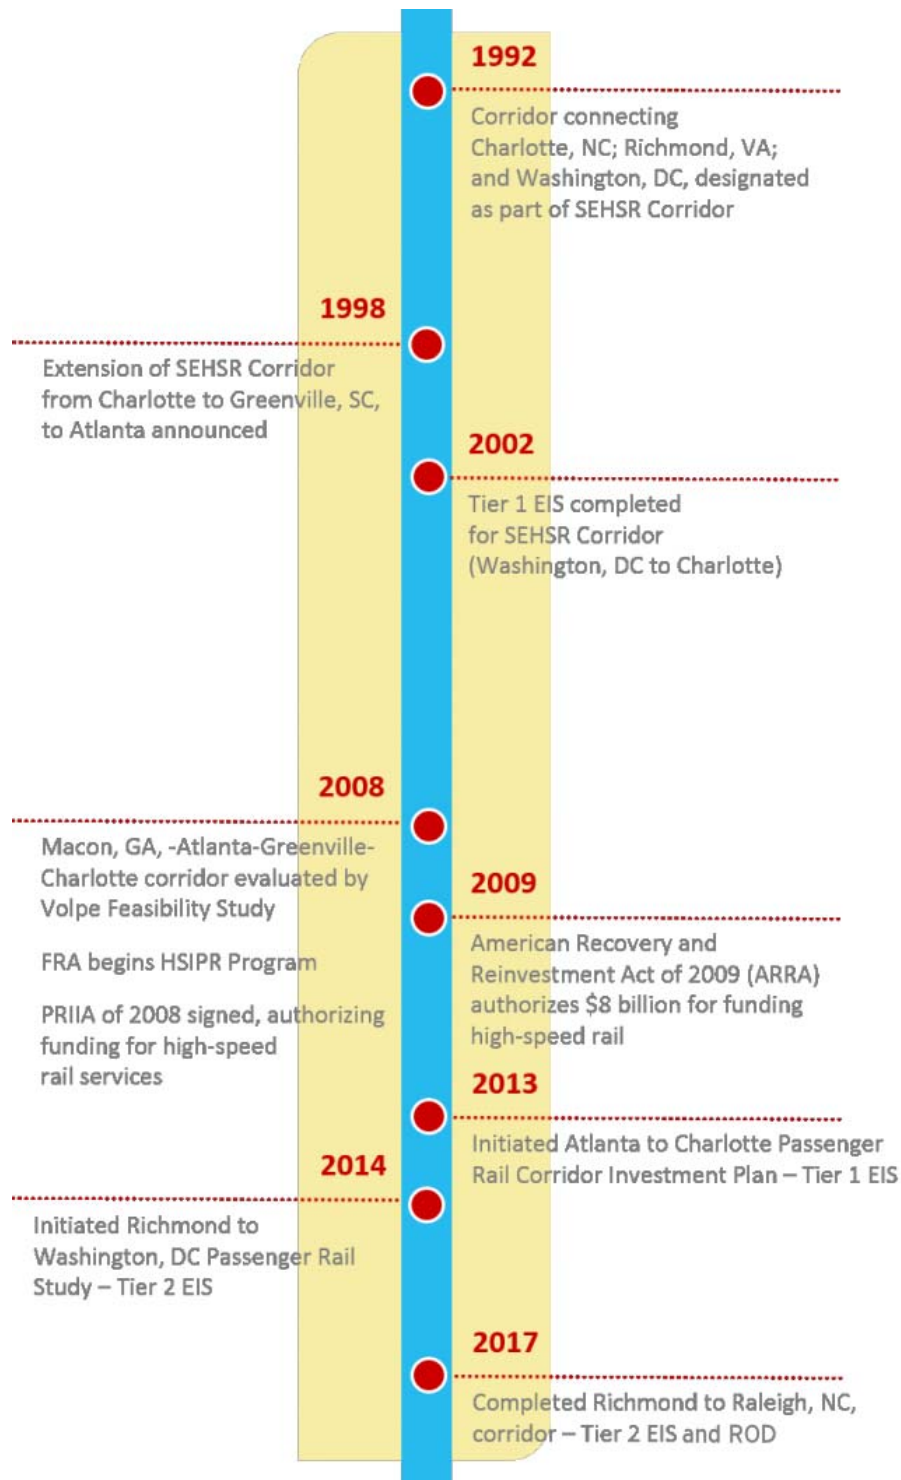 1992
Corridor connecting
Charlotte, NC; Richmond, VA;
and Washington, DC, designated
as part of SEHSR Corridor
1998
Extension of SEHSR Corridor
from Charlotte to Greenville, SC,
to Atlanta announced
2002
Tier 1 EIS completed
for SEHSR Corridor
(Washington, DC to Charlotte)
2008
Macon, GA, -Atlanta-Greenville-
Charlotte corridor evaluated by
Volpe Feasibility Study
FRA begins HSIPR Program
PRIIA of 2008 signed, authorizing
funding for high-speed
rail services
2009
American Recovery and
Reinvestment Act of 2009 (ARRA)
authorizes $8 billion for funding
high-speed rail
2013
Initiated Atlanta to Charlotte Passenger
Rail Corridor Investment Plan – Tier 1 EIS
2014
Initiated Richmond to
Washington, DC Passenger Rail
Study – Tier 2 EIS
2017
Completed Richmond to Raleigh, NC,
corridor – Tier 2 EIS and ROD